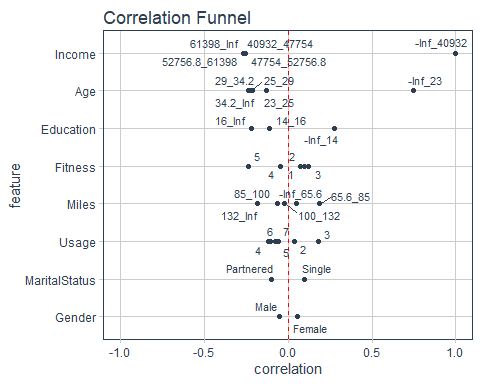 Correlation Funnel
61398_Inf 40932_47754 -Inf_40932
Income
52756.8_61398 47754_52756.8
29_34.2 25_29 -Inf_23
Age
34.2_Inf 23_25
16_Inf 14_16
Education
-Inf_14
5 2
Fitness
4 1 3
85_100 -Inf_65.6 65.6_85
Miles
132_Inf 100_132
6 7 3
Usage
4 5 2
Partnered Single
MaritalStatus
Male
Gender
Female
feature
-1.0 -0.5 0.0 0.5 1.0
correlation